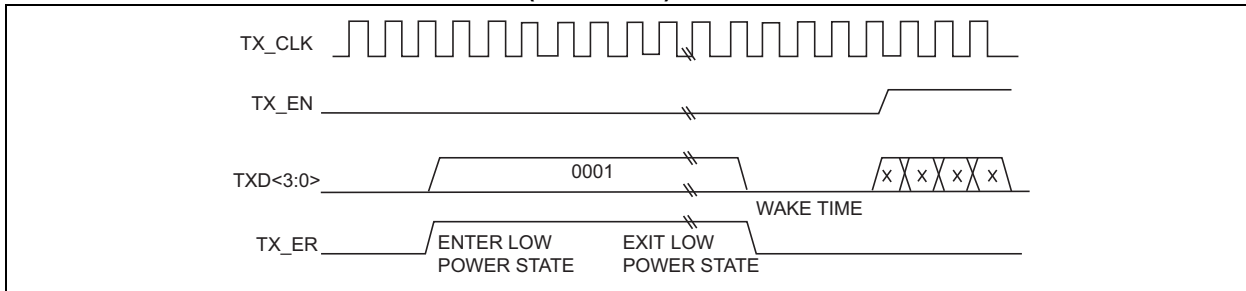 TX_CLK
TX_EN
TXD<3:0>
0001
x x x x
WAKE TIME
TX_ER
ENTER LOW EXIT LOW
POWER STATE POWER STATE